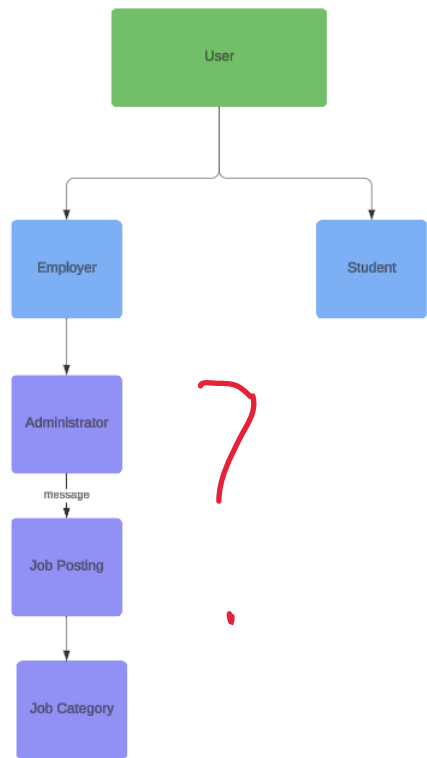 User
Employer
Student
Administrator
message
Job Posting
Job Category
?